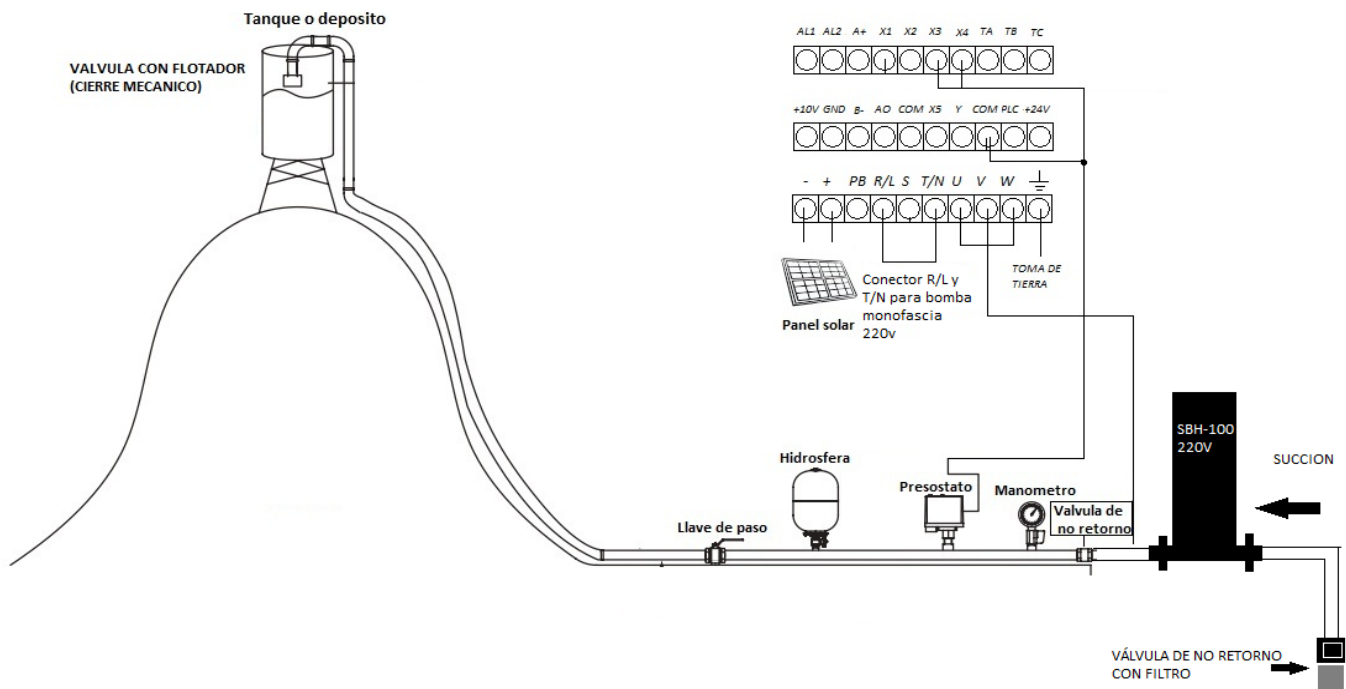 Tanque o deposito
VALVULA CON FLOTADOR
(CIERRE MECANICO)
AL1 AL2 A+ X1 X2 X3 X4 TA TB TC
+10V GND B- AO COM X5 Y COM PLC +24V
- + PB R/L S T/N U V W
Panel solar
Conector R/L y
T/N para bomba
monofascia
220v
TOMA DE
TIERRA
SBH-100
220V
SUCCION
Hidrosfera
Presostato
Manometro
Valvula de
no retorno
Llave de paso
VÁLVULA DE NO RETORNO
CON FILTRO